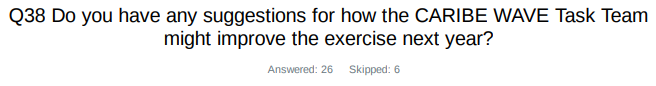 Q38 Do you have any suggestions for how the CARIBE WAVE Task Team
might improve the exercise next year?
Answered: 26 Skipped: 6